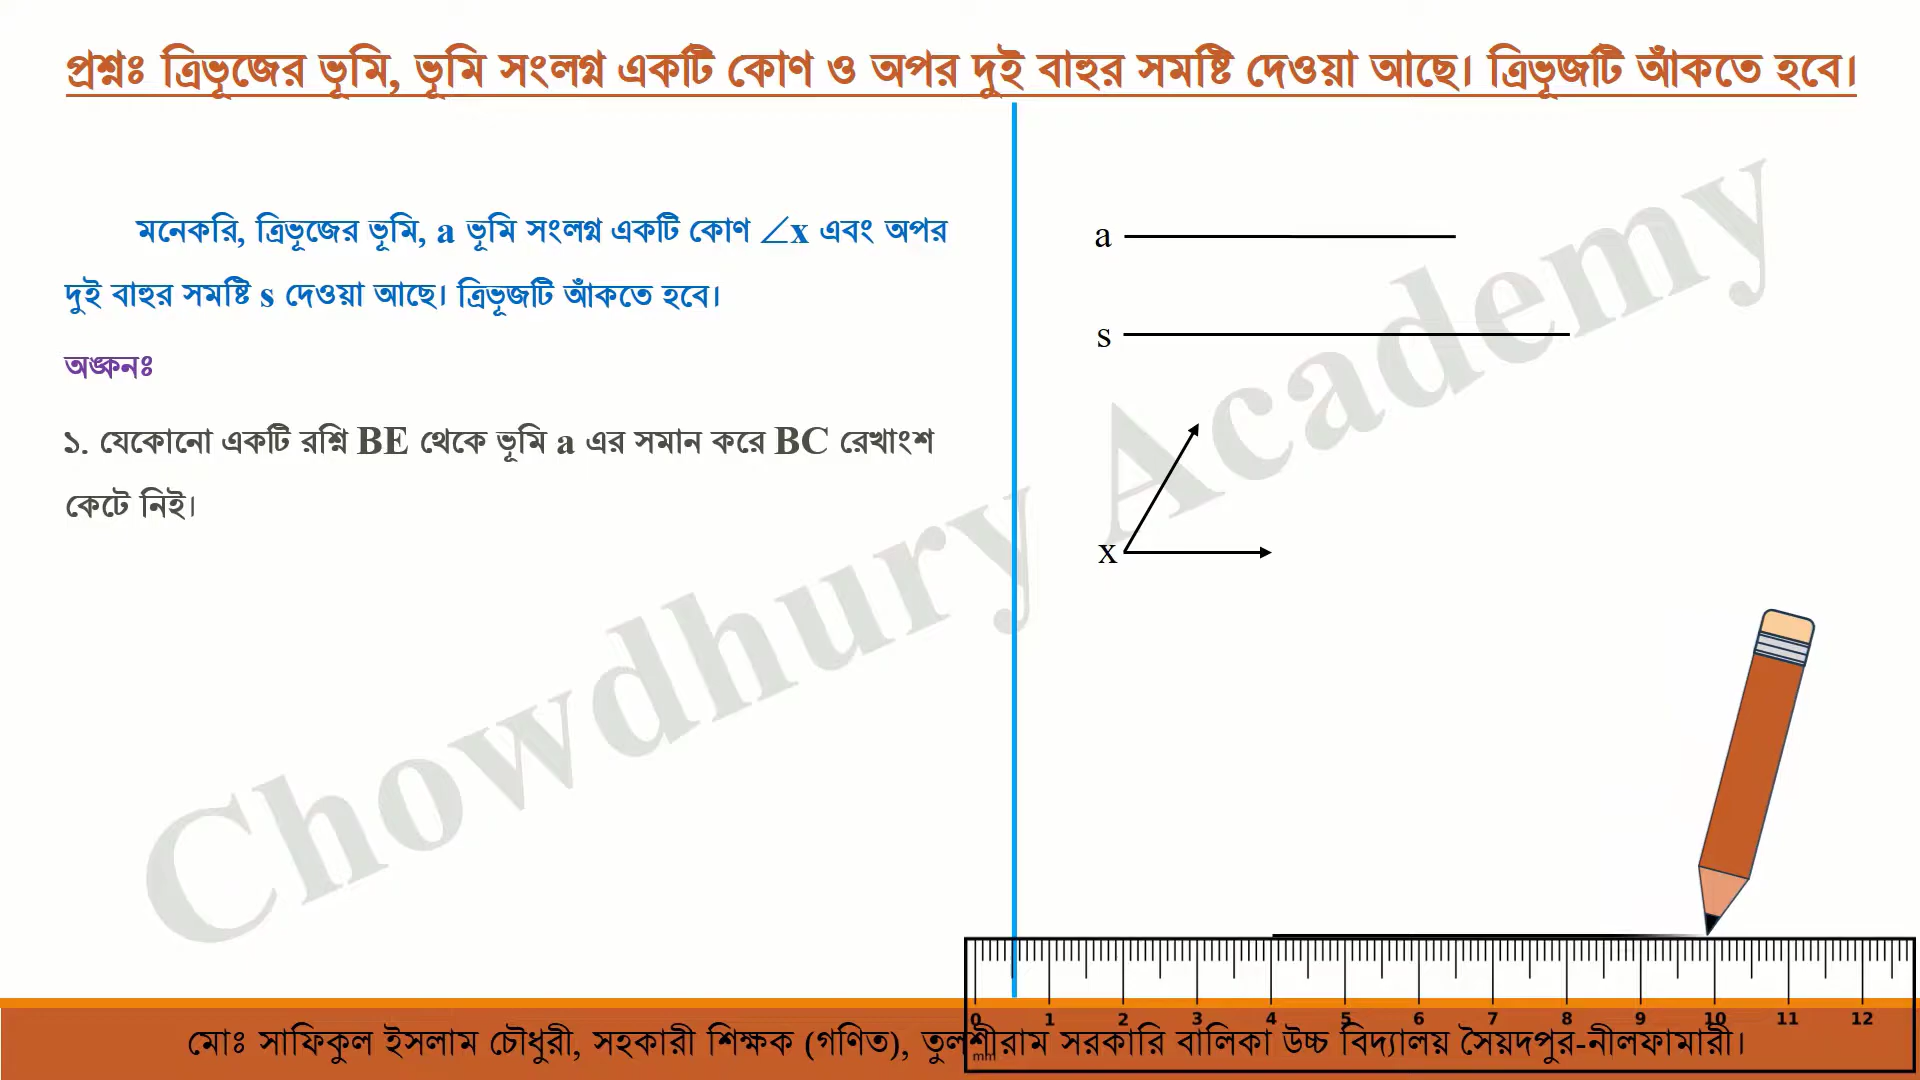 প্রশ্নঃ ত্রিভূজের ভূমি, ভূমি সংলগ্ন একটি কোণ ও অপর দুই বাহুর সমষ্টি দেওয়া আছে। ত্রিভূজটি আঁকতে হবে।
মনেকরি, ত্রিভূজের ভূমি, a ভূমি সংলগ্ন একটি কোণ ∠x এবং অপর
দুই বাহুর সমষ্টি s দেওয়া আছে। ত্রিভূজটি আঁকতে হবে।
অঙ্কনঃ
১. যেকোনো একটি রশ্নি BE থেকে ভূমি a এর সমান করে BC রেখাংশ
কেটে নিই।
a
s
x
Chowdhury Academy
0 1 2 3 4 5 6 7 8 9 10 11 12
mm
মোঃ সাফিকুল ইসলাম চৌধুরী, সহকারী শিক্ষক (গণিত), তুলশীরাম সরকারি বালিকা উচ্চ বিদ্যালয় সৈয়দপুর-নীলফামারী।